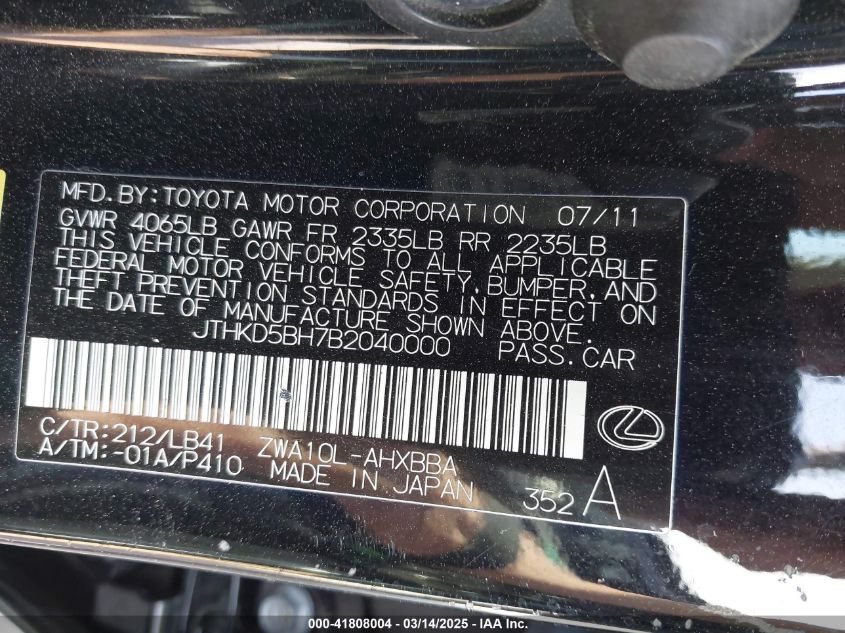 MFD.BY:TOYOTA MOTOR CORPORATION 07/11
GVWR 4065LB GAWR FR 2335LB RR 2235LB
THIS VEHICLE CONFORMS TO ALL APPLICABLE
FEDERAL MOTOR VEHICLE SAFETY,BUMPER,AND
THEFT PREVENTION STANDARDS IN EFFECT ON
THE DATE OF MANUFACTURE SHOWN ABOVE.
JTHKD5BH7B2040000 PASS.CAR
C/TR:212/LB41 ZWA10L-AHXBBA
A/TM:-01A/P410 MADE IN JAPAN
352A
000-41808004 - 03/14/2025 - IAA Inc.